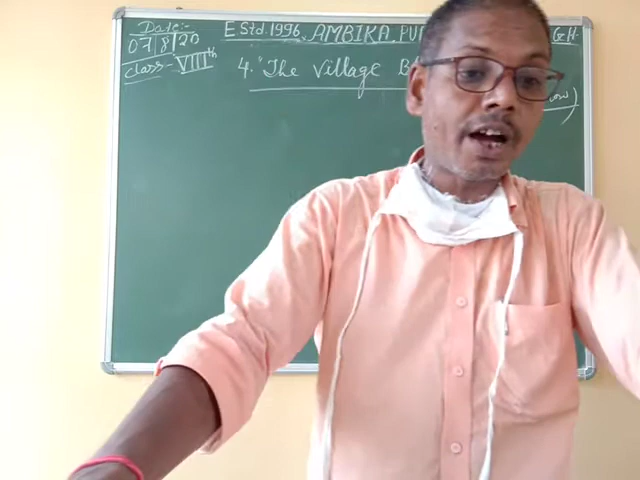 Date:-
07|8|20
class-VIIIth
EStd.1996. AMBIKA PU
4. "The Village B